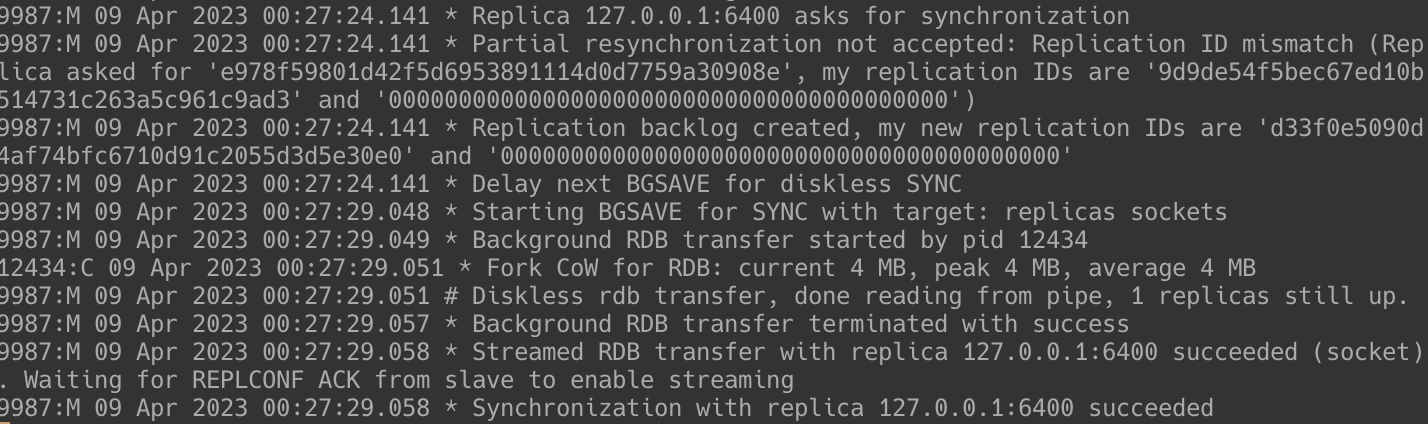 9987:M 09 Apr 2023 00:27:24.141 * Replica 127.0.0.1:6400 asks for synchronization
9987:M 09 Apr 2023 00:27:24.141 * Partial resynchronization not accepted: Replication ID mismatch (Rep
lica asked for 'e978f59801d42f5d6953891114d0d7759a30908e', my replication IDs are '9d9de54f5bec67ed10b
514731c263a5c961c9ad3' and '0000000000000000000000000000000000000000')
9987:M 09 Apr 2023 00:27:24.141 * Replication backlog created, my new replication IDs are 'd33f0e5090d
4af74bfc6710d91c2055d3d5e30e0' and '0000000000000000000000000000000000000000'
9987:M 09 Apr 2023 00:27:24.141 * Delay next BGSAVE for diskless SYNC
9987:M 09 Apr 2023 00:27:29.048 * Starting BGSAVE for SYNC with target: replicas sockets
9987:M 09 Apr 2023 00:27:29.049 * Background RDB transfer started by pid 12434
12434:C 09 Apr 2023 00:27:29.051 * Fork CoW for RDB: current 4 MB, peak 4 MB, average 4 MB
9987:M 09 Apr 2023 00:27:29.051 # Diskless rdb transfer, done reading from pipe, 1 replicas still up.
9987:M 09 Apr 2023 00:27:29.057 * Background RDB transfer terminated with success
9987:M 09 Apr 2023 00:27:29.058 * Streamed RDB transfer with replica 127.0.0.1:6400 succeeded (socket)
. Waiting for REPLCONF ACK from slave to enable streaming
9987:M 09 Apr 2023 00:27:29.058 * Synchronization with replica 127.0.0.1:6400 succeeded